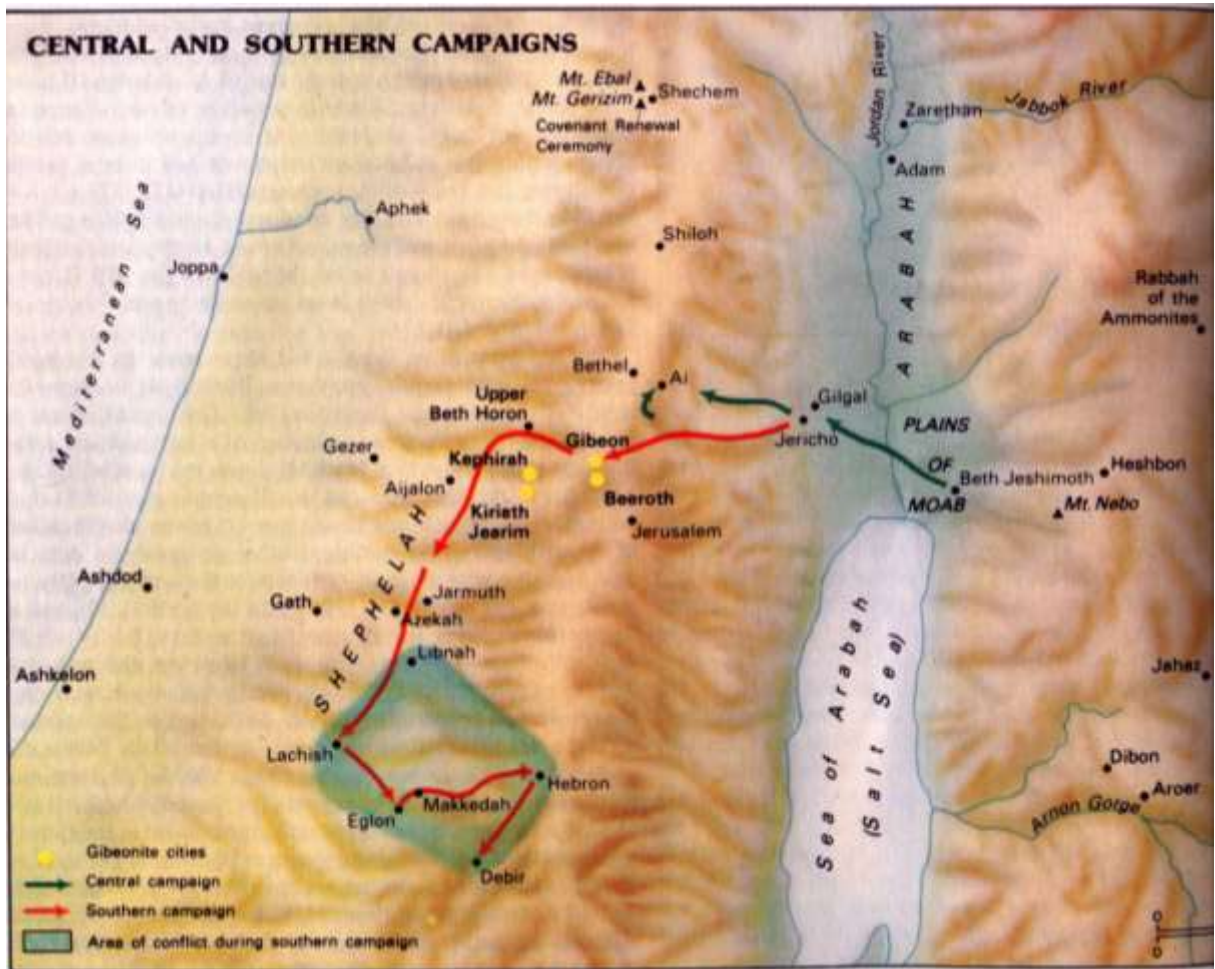 CENTRAL AND SOUTHERN CAMPAIGNS
Mt. Ebal
Mt. Gerizim
Shechem
Covenant Renewal
Ceremony
Jordan River
Zarethan
Jabbok River
Adam
Mediterranean Sea
Aphek
Joppa
Shiloh
ARABAH
Rabbah
of the
Ammonites
Bethel
Ai
Upper
Beth Horon
Gibeon
Gilgal
Jericho
PLAINS
OF
MOAB
Gezer
Kephirah
Aijalon
Kiriath
Jearim
Beeroth
Jerusalem
Beth Jeshimoth
Heshbon
Mt. Nebo
SHEPHELAH
Ashdod
Gath
Jarmuth
Azekah
Libnah
Ashkelon
Lachish
Hebron
Makkedah
Eglon
Debir
Sea of Arabah
(Salt Sea)
Jahaz
Dibon
Aroer
Arnon Gorge
Gibeonite cities
Central campaign
Southern campaign
Area of conflict during southern campaign
0
0